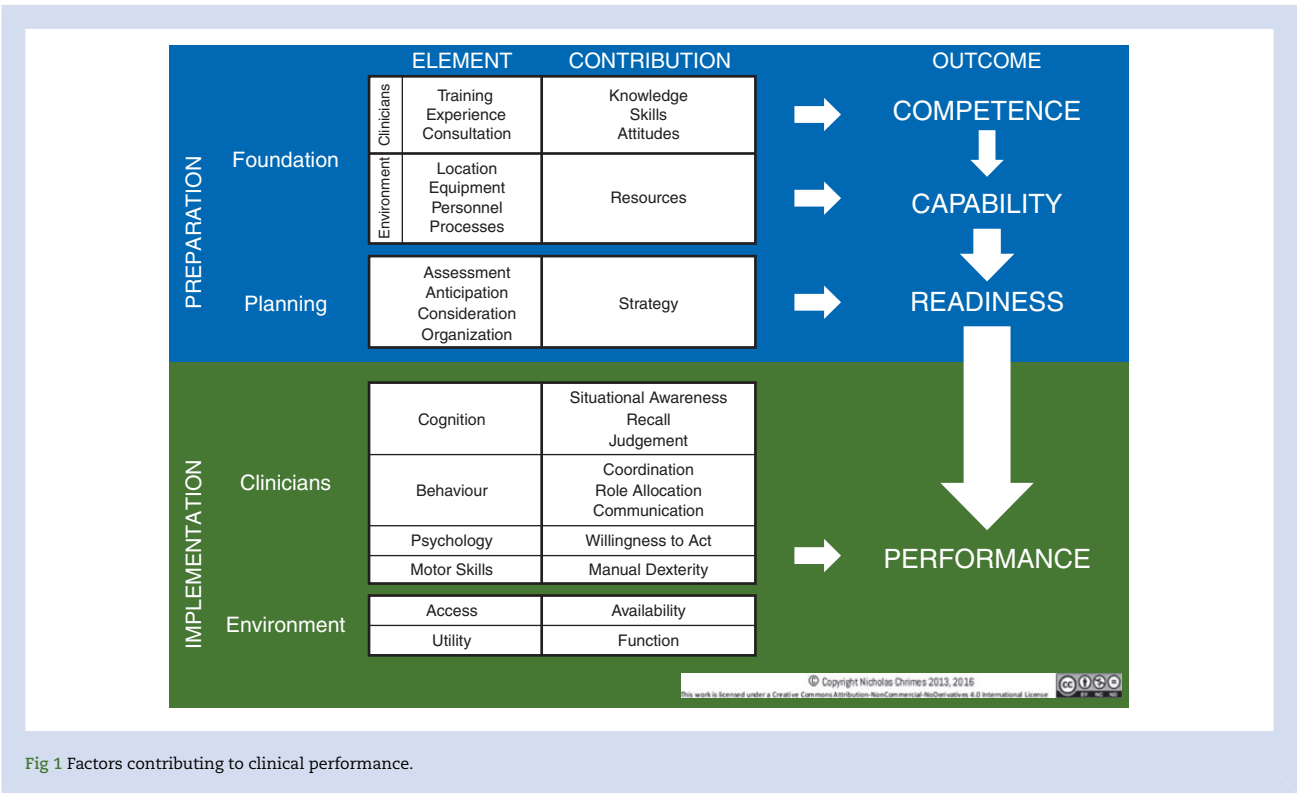 ELEMENT CONTRIBUTION OUTCOME
PREPARATION
Foundation
Clinicians
Training
Experience
Consultation
Knowledge
Skills
Attitudes
COMPETENCE
Environment
Location
Equipment
Personnel
Processes
Resources
CAPABILITY
Planning
Assessment
Anticipation
Consideration
Organization
Strategy
READINESS
IMPLEMENTATION
Clinicians
Cognition
Situational Awareness
Recall
Judgement
Behaviour
Coordination
Role Allocation
Communication
Psychology
Willingness to Act
Motor Skills
Manual Dexterity
PERFORMANCE
Environment
Access
Availability
Utility
Function
© Copyright Nicholas Chrimes 2013, 2016
This work is licensed under a Creative Commons Attribution-NonCommercial-NoDerivatives 4.0 International License
cc
BY NC ND
Fig 1 Factors contributing to clinical performance.